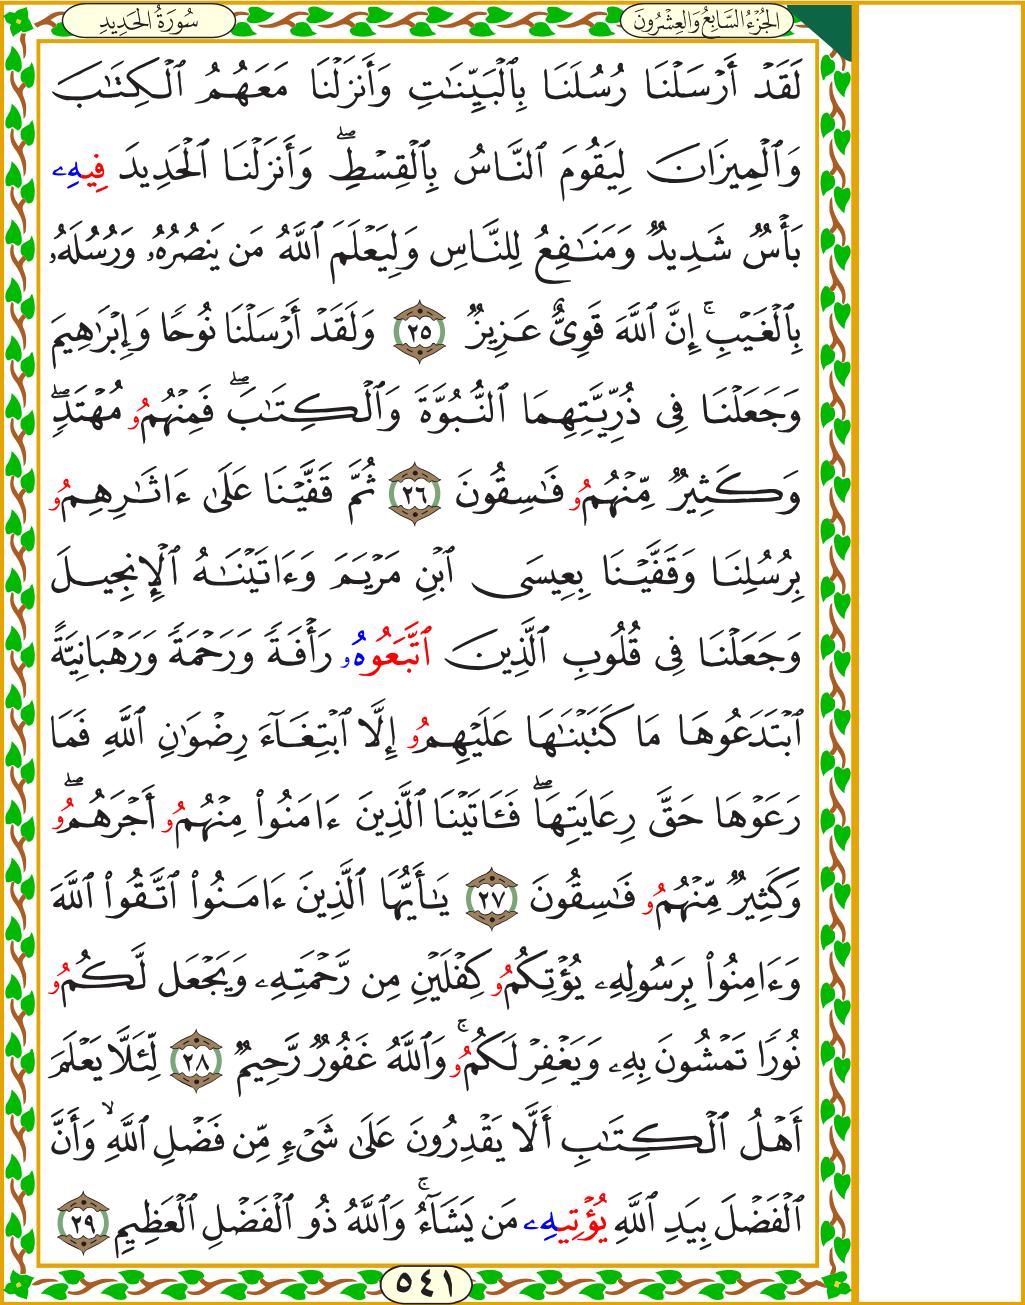 الجُزْءُ السَّابِعُ وَالعِشْرُونَ
سُورَةُ الحَدِيدِ
لَقَدْ أَرْسَلْنَا رُسُلَنَا بِٱلْبَيِّنَٰتِ وَأَنزَلْنَا مَعَهُمُ ٱلْكِتَٰبَ
وَٱلْمِيزَانَ لِيَقُومَ ٱلنَّاسُ بِٱلْقِسْطِۖ وَأَنزَلْنَا ٱلْحَدِيدَ فِيهِۦ
بَأْسٌ شَدِيدٌ وَمَنَٰفِعُ لِلنَّاسِ وَلِيَعْلَمَ ٱللَّهُ مَن يَنصُرُهُۥ وَرُسُلَهُۥ
بِٱلْغَيْبِۚ إِنَّ ٱللَّهَ قَوِىٌّ عَزِيزٌ ٢٥ وَلَقَدْ أَرْسَلْنَا نُوحًا وَإِبْرَٰهِيمَ
وَجَعَلْنَا فِى ذُرِّيَّتِهِمَا ٱلنُّبُوَّةَ وَٱلْكِتَٰبَۖ فَمِنْهُمُۥ مُهْتَدٍۖ
وَكَثِيرٌ مِّنْهُمُۥ فَٰسِقُونَ ٢٦ ثُمَّ قَفَّيْنَا عَلَىٰ ءَاثَٰرِهِمُۥ
بِرُسُلِنَا وَقَفَّيْنَا بِعِيسَى ٱبْنِ مَرْيَمَ وَءَاتَيْنَٰهُ ٱلْإِنجِيلَ
وَجَعَلْنَا فِى قُلُوبِ ٱلَّذِينَ ٱتَّبَعُوهُۥ رَأْفَةً وَرَحْمَةً وَرَهْبَانِيَّةً
ٱبْتَدَعُوهَا مَا كَتَبْنَٰهَا عَلَيْهِمُۥ إِلَّا ٱبْتِغَآءَ رِضْوَٰنِ ٱللَّهِ فَمَا
رَعَوْهَا حَقَّ رِعَايَتِهَاۖ فَـَٔاتَيْنَا ٱلَّذِينَ ءَامَنُوا۟ مِنْهُمُۥ أَجْرَهُمُۥۖ
وَكَثِيرٌ مِّنْهُمُۥ فَٰسِقُونَ ٢٧ يَٰٓأَيُّهَا ٱلَّذِينَ ءَامَنُوا۟ ٱتَّقُوا۟ ٱللَّهَ
وَءَامِنُوا۟ بِرَسُولِهِۦ يُؤْتِكُمُۥ كِفْلَيْنِ مِن رَّحْمَتِهِۦ وَيَجْعَل لَّكُمُۥ
نُورًا تَمْشُونَ بِهِۦ وَيَغْفِرْ لَكُمُۥۚ وَٱللَّهُ غَفُورٌ رَّحِيمٌ ٢٨ لِّئَلَّا يَعْلَمَ
أَهْلُ ٱلْكِتَٰبِ أَلَّا يَقْدِرُونَ عَلَىٰ شَىْءٍ مِّن فَضْلِ ٱللَّهِۙ وَأَنَّ
ٱلْفَضْلَ بِيَدِ ٱللَّهِ يُؤْتِيهِۦ مَن يَشَآءُۚ وَٱللَّهُ ذُو ٱلْفَضْلِ ٱلْعَظِيمِ ٢٩
٥٤١